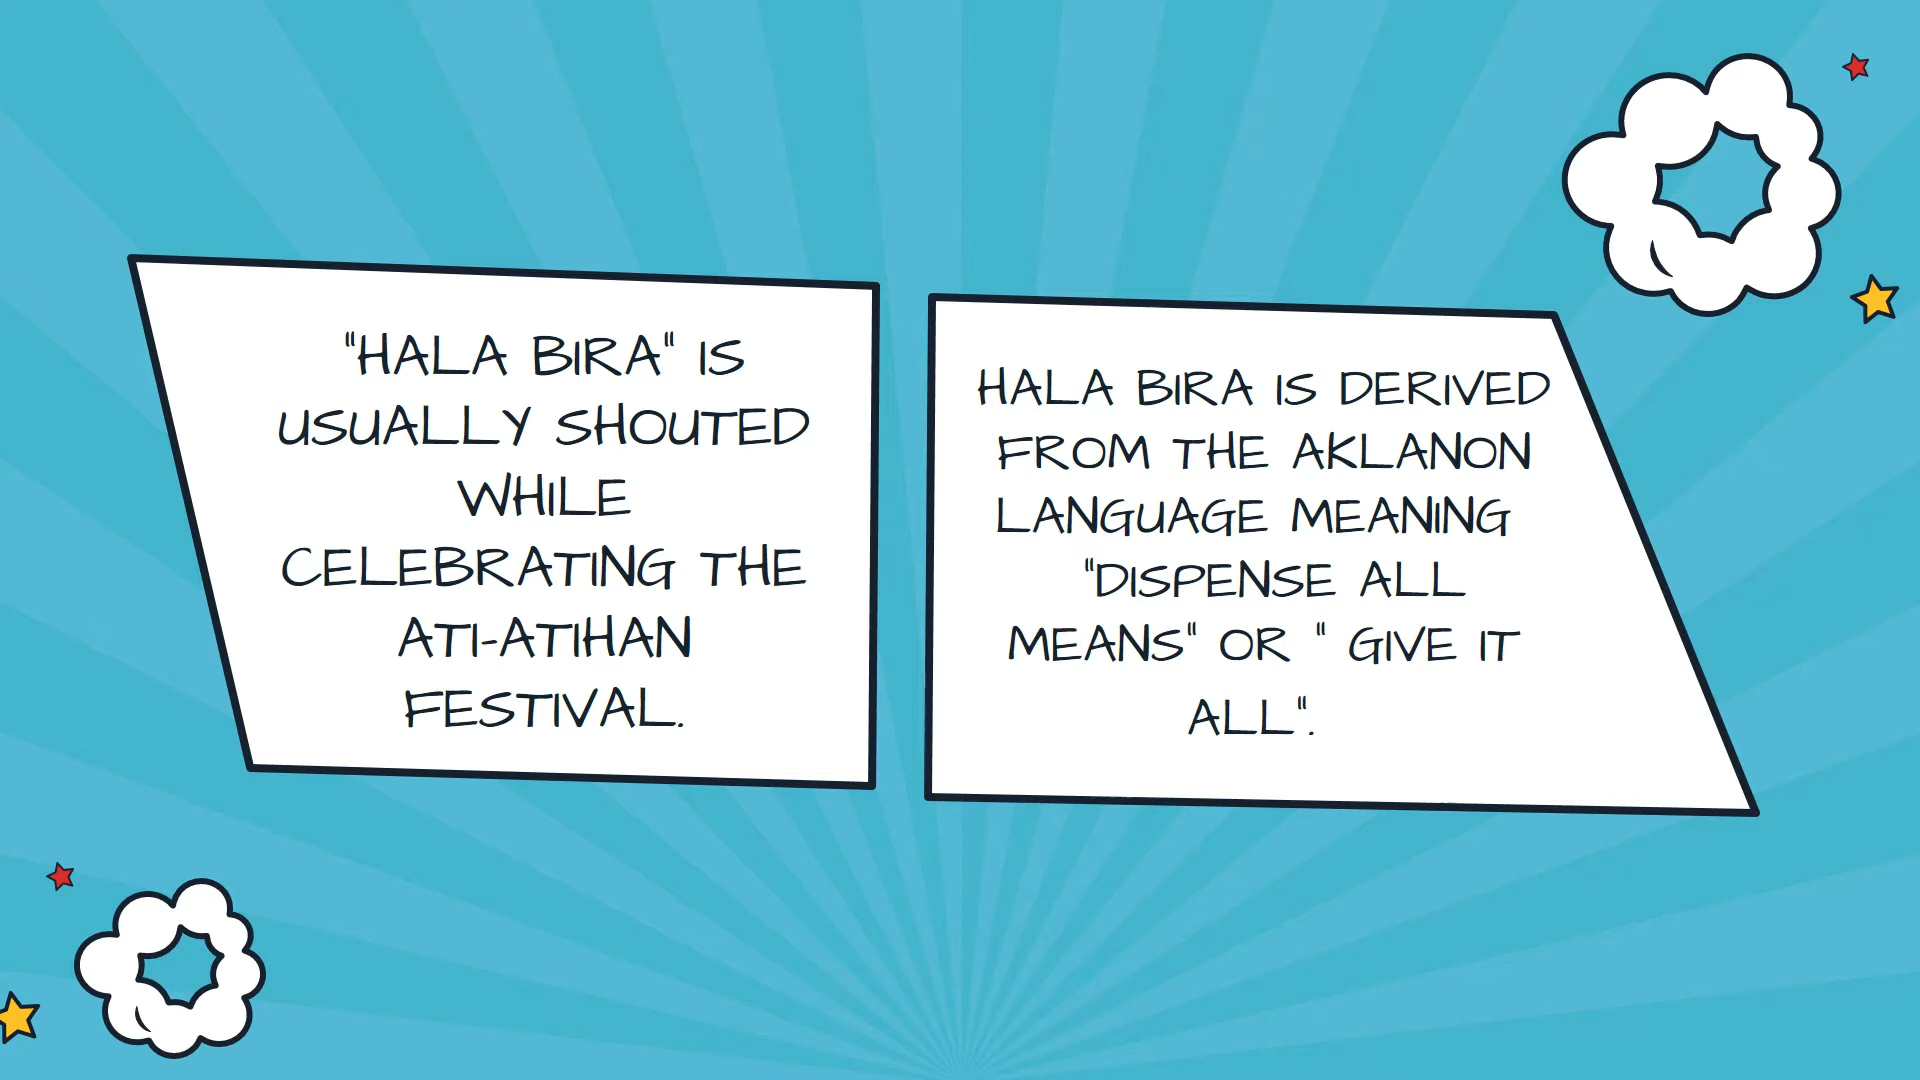 "HALA BIRA" IS
USUALLY SHOUTED
WHILE
CELEBRATING THE
ATI-ATIHAN
FESTIVAL.
HALA BIRA IS DERIVED
FROM THE AKLANON
LANGUAGE MEANING
"DISPENSE ALL
MEANS" OR " GIVE IT
ALL".